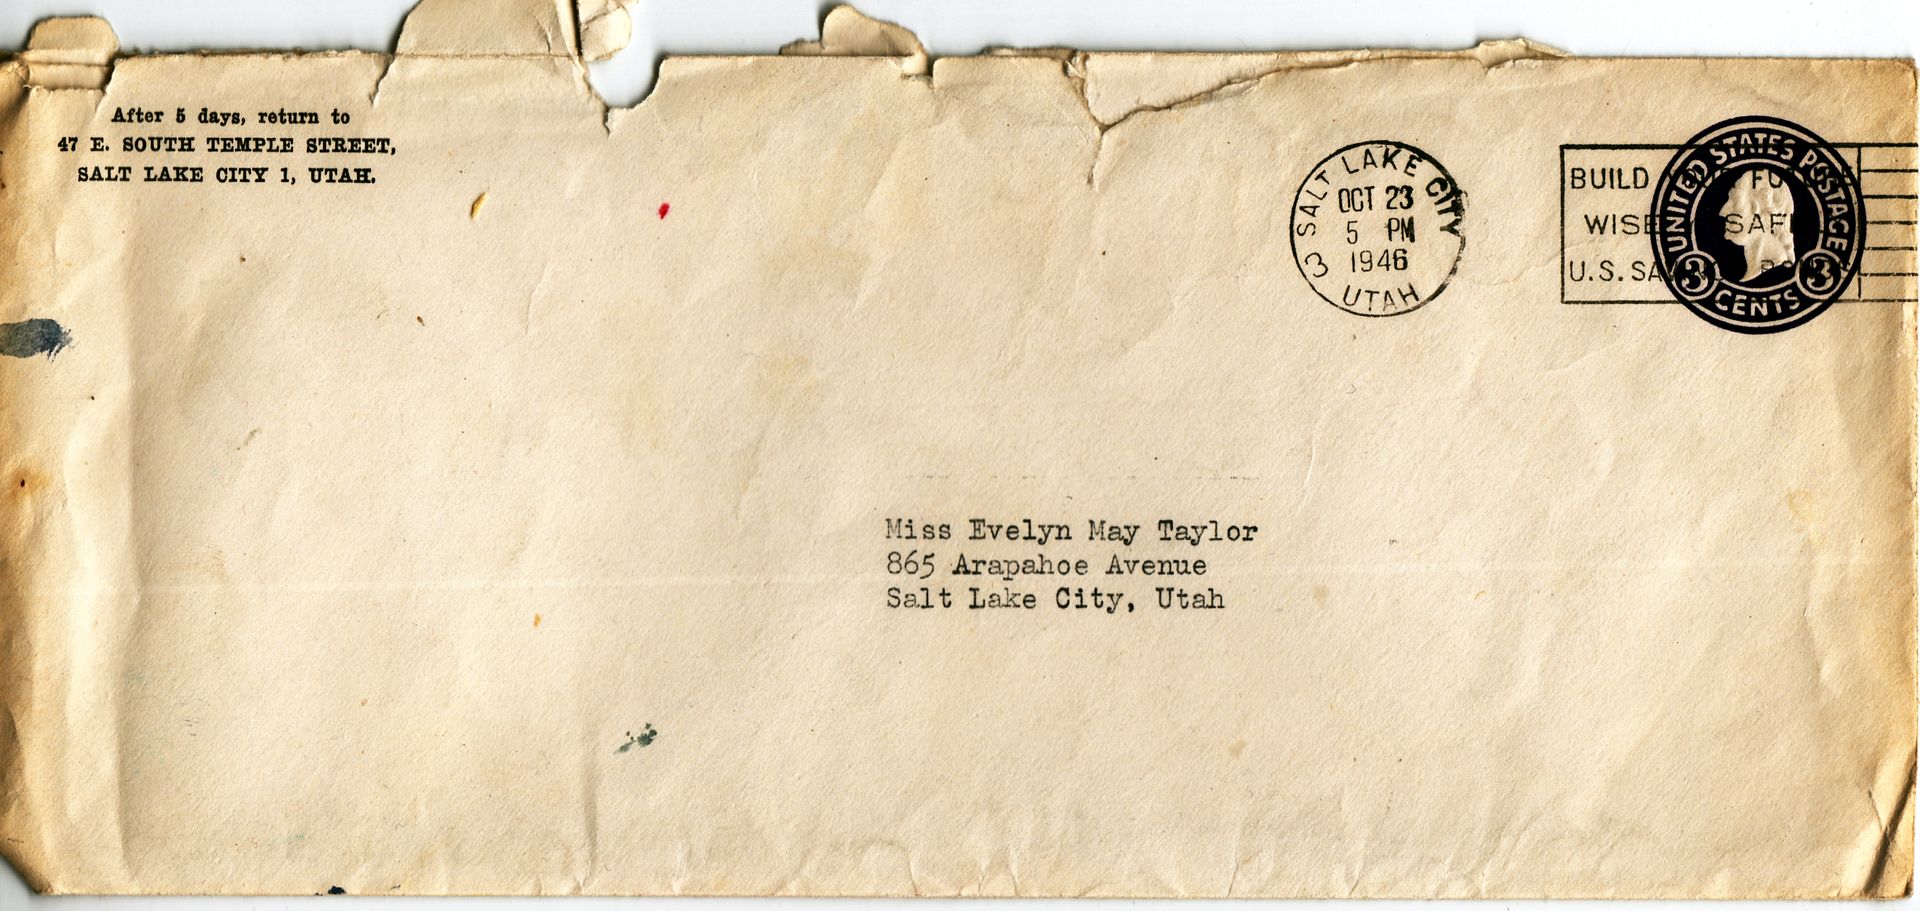 After 5 days, return to
47 E. SOUTH TEMPLE STREET,
SALT LAKE CITY 1, UTAH.
SALT LAKE CITY
OCT 23
5 PM
1946
3
UTAH
BUILD
WISE SAF
U.S. SA
UNITED STATES POSTAGE
3 CENTS 3
Miss Evelyn May Taylor
865 Arapahoe Avenue
Salt Lake City, Utah